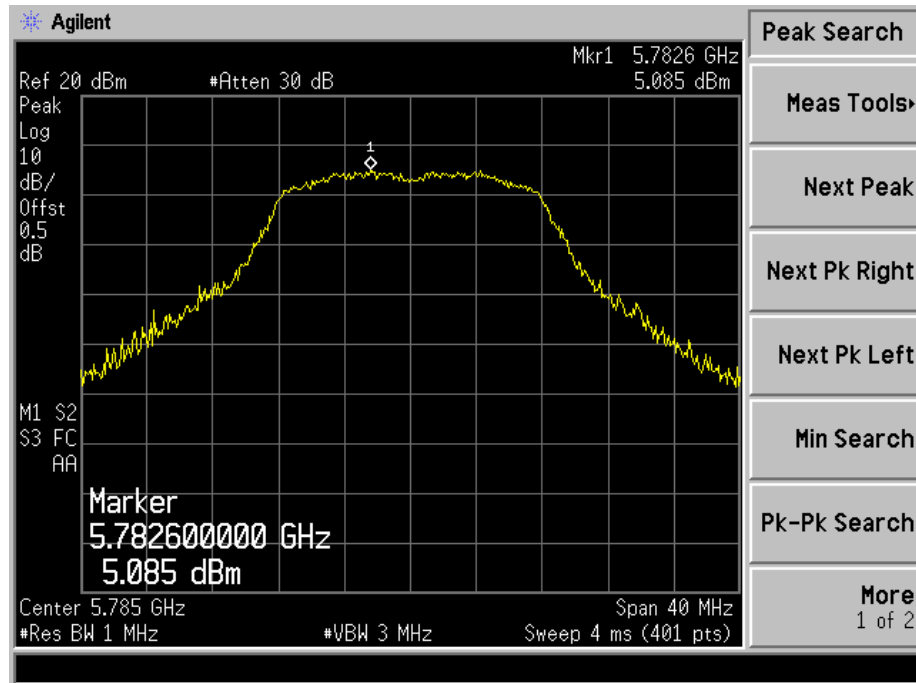 Agilent
Peak Search
Mkr1 5.7826 GHz
Ref 20 dBm #Atten 30 dB 5.085 dBm
Peak
Log
10
dB/
Offst
0.5
dB
1
M1 S2
S3 FC
AA
Marker
5.782600000 GHz
5.085 dBm
Center 5.785 GHz Span 40 MHz
#Res BW 1 MHz #VBW 3 MHz Sweep 4 ms (401 pts)
Meas Tools
Next Peak
Next Pk Right
Next Pk Left
Min Search
Pk-Pk Search
More
1 of 2